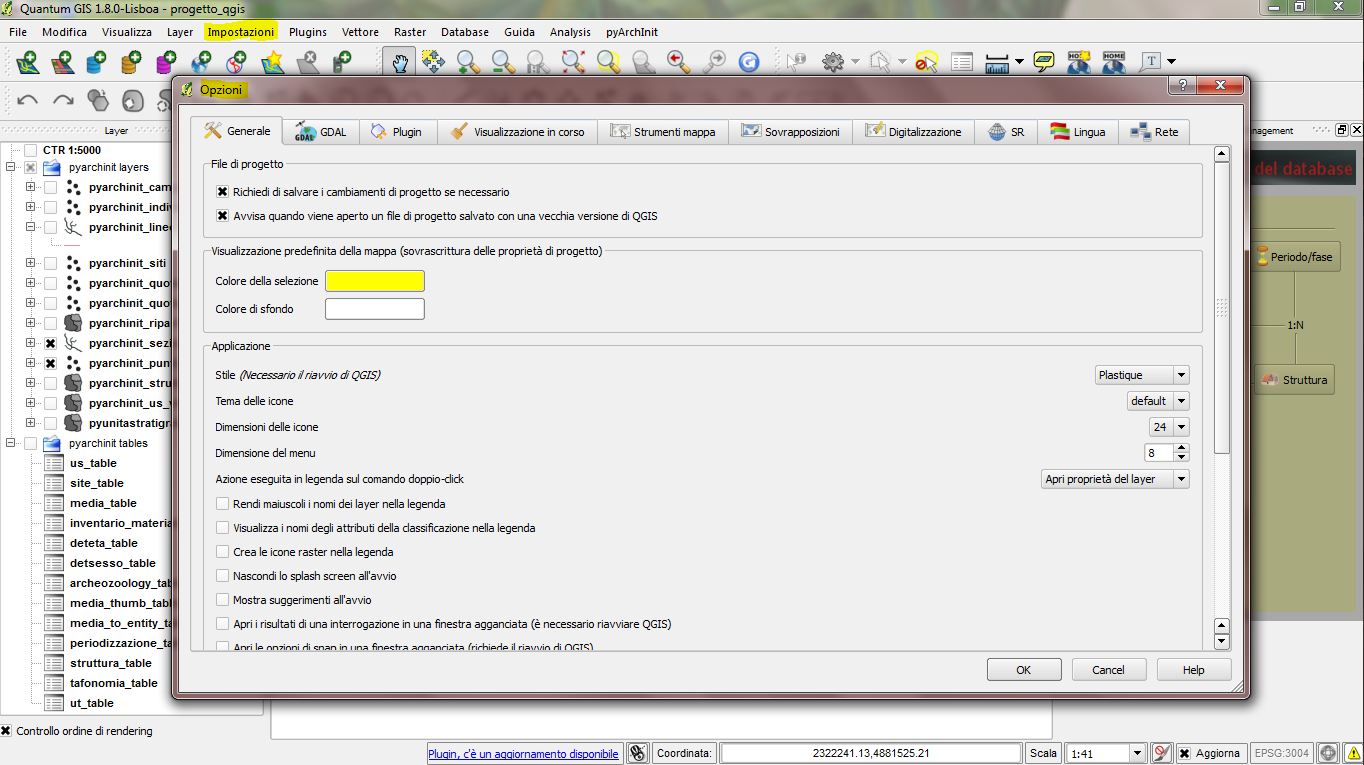 Quantum GIS 1.8.0-Lisboa - progetto_qgis
File Modifica Visualizza Layer Impostazioni Plugins Vettore Raster Database Guida Analysis pyArchInit
Opzioni
Generale GDAL Plugin Visualizzazione in corso Strumenti mappa Sovrapposizioni Digitalizzazione SR Lingua Rete
File di progetto
Richiedi di salvare i cambiamenti di progetto se necessario
Avvisa quando viene aperto un file di progetto salvato con una vecchia versione di QGIS
Visualizzazione predefinita della mappa (sovrascrittura delle proprietà di progetto)
Colore della selezione
Colore di sfondo
Applicazione
Stile (Necessario il riavvio di QGIS) Plastique
Tema delle icone default
Dimensioni delle icone 24
Dimensione del menu 8
Azione eseguita in legenda sul comando doppio-click Apri proprietà del layer
Rendi maiuscoli i nomi dei layer nella legenda
Visualizza i nomi degli attributi della classificazione nella legenda
Crea le icone raster nella legenda
Nascondi lo splash screen all'avvio
Mostra suggerimenti all'avvio
Apri i risultati di una interrogazione in una finestra agganciata (è necessario riavviare QGIS)
Apri le opzioni di snap in una finestra agganciata (richiede il riavvio di QGIS)
OK Cancel Help
Layer
CTR 1:5000
pyarchinit layers
pyarchinit_cam
pyarchinit_indi
pyarchinit_linee
pyarchinit_siti
pyarchinit_quo
pyarchinit_quo
pyarchinit_ripa
pyarchinit_sezi
pyarchinit_pun
pyarchinit_stru
pyarchinit_us_
pyunitastratigra
pyarchinit tables
us_table
site_table
media_table
inventario_materia
deteta_table
detsesso_table
archeozoology_tab
media_thumb_tabl
media_to_entity_ta
periodizzazione_ta
struttura_table
tafonomia_table
ut_table
Controllo ordine di rendering
nagement
del database
Periodo/fase
1:N
Struttura
Plugin, c'è un aggiornamento disponibile Coordinata: 2322241.13,4881525.21 Scala 1:41 Aggiorna EPSG:3004